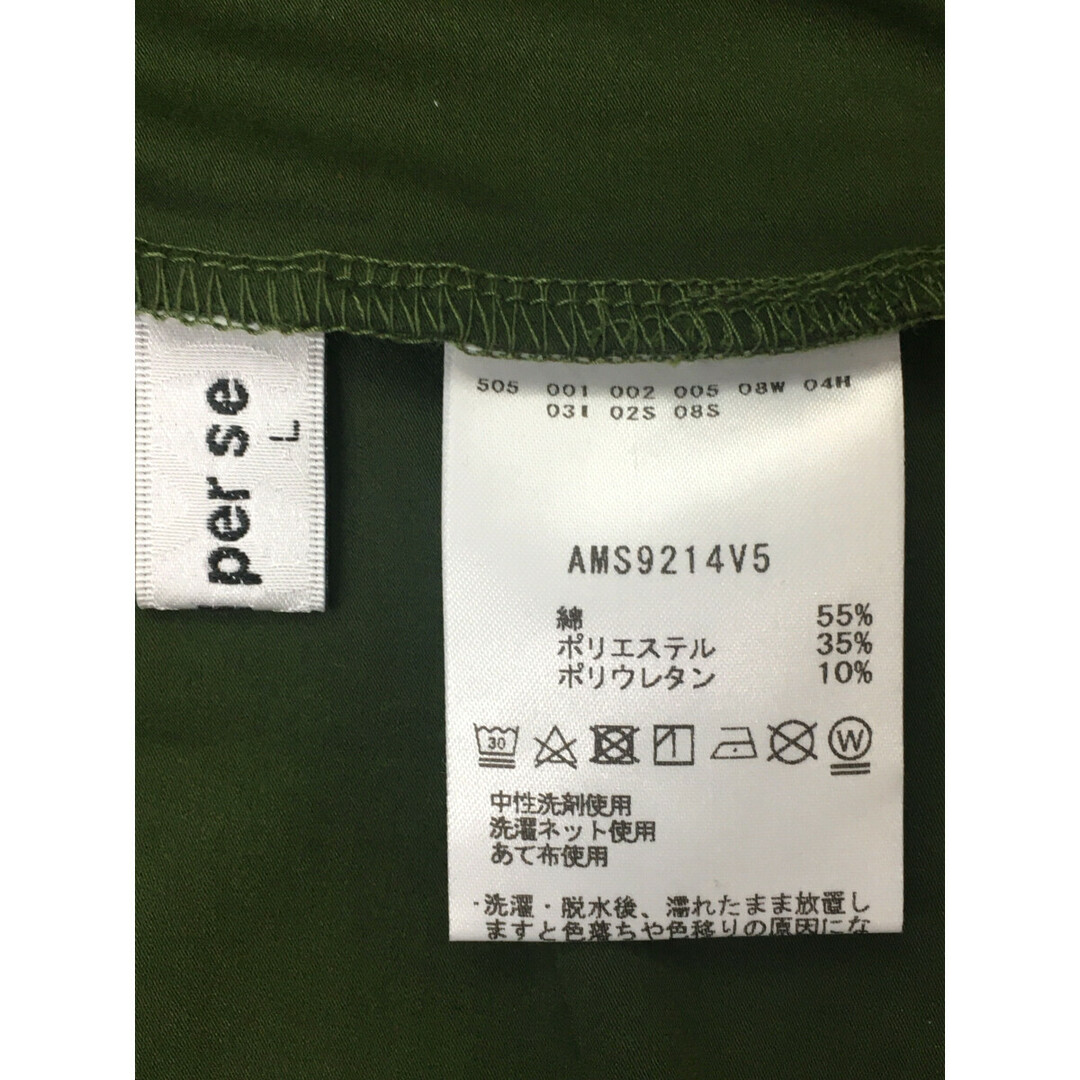 per se
L
505 001 002 005 08W 04H
03I 02S 08S
AMS9214V5
綿 55%
ポリエステル 35%
ポリウレタン 10%
30 W
中性洗剤使用
洗濯ネット使用
あて布使用
・洗濯・脱水後、濡れたまま放置し
ますと色落ちや色移りの原因にな